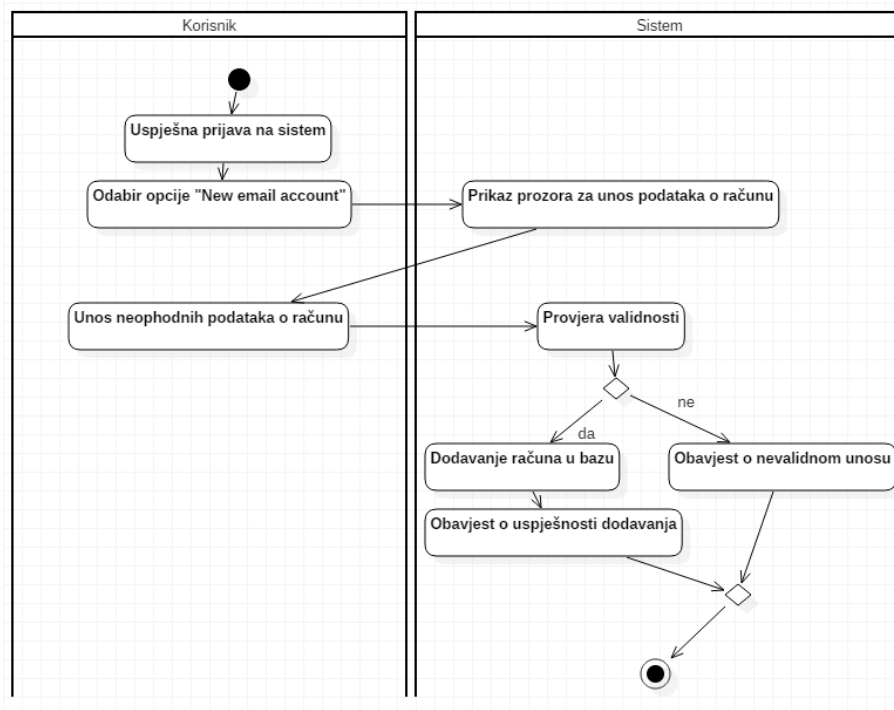 Korisnik
Sistem
Uspješna prijava na sistem
Odabir opcije "New email account"
Prikaz prozora za unos podataka o računu
Unos neophodnih podataka o računu
Provjera validnosti
ne
da
Dodavanje računa u bazu
Obavjest o nevalidnom unosu
Obavjest o uspješnosti dodavanja